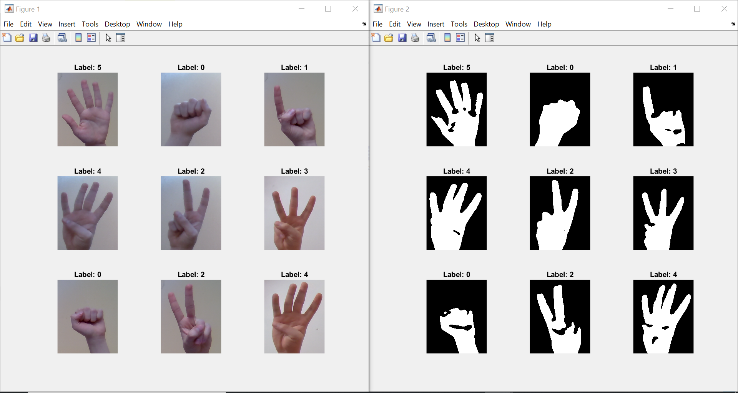 Figure 1
File Edit View Insert Tools Desktop Window Help
Label: 5 Label: 0 Label: 1
Label: 4 Label: 2 Label: 3
Label: 0 Label: 2 Label: 4
Figure 2
File Edit View Insert Tools Desktop Window Help
Label: 5 Label: 0 Label: 1
Label: 4 Label: 2 Label: 3
Label: 0 Label: 2 Label: 4